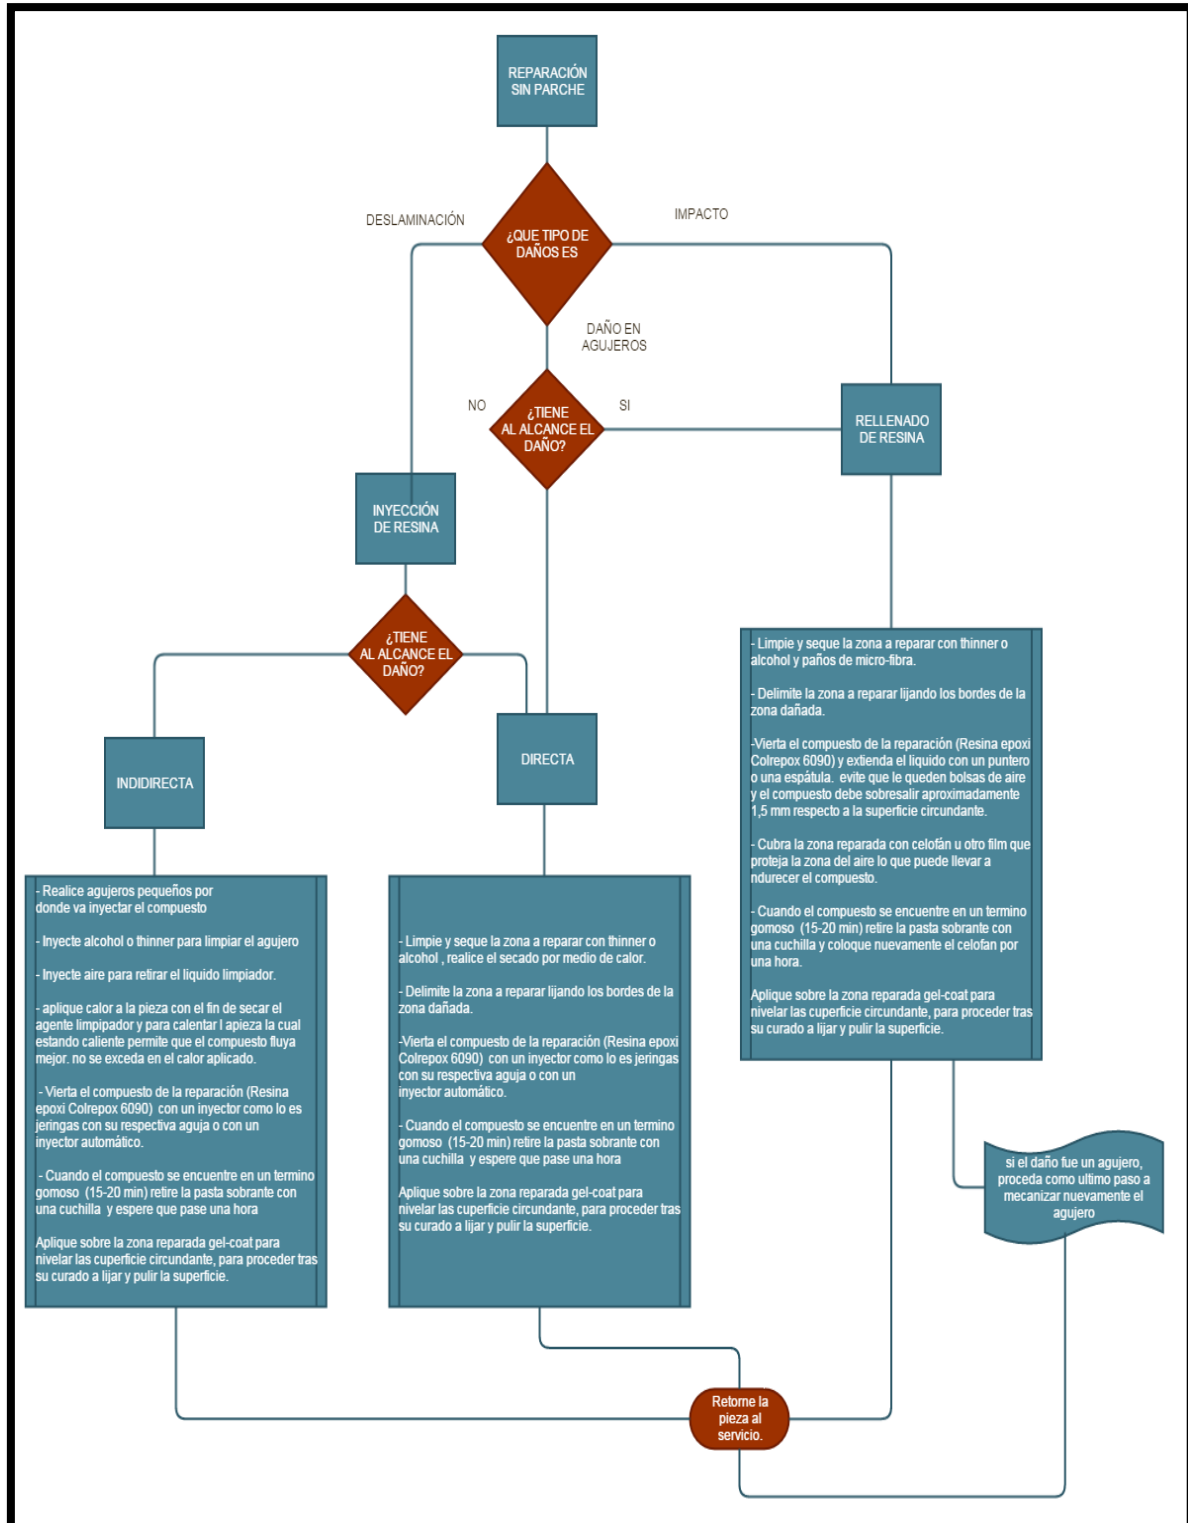 REPARACIÓN
SIN PARCHE
¿QUE TIPO DE
DAÑOS ES
DESLAMINACIÓN
IMPACTO
DAÑO EN
AGUJEROS
¿TIENE
AL ALCANCE EL
DAÑO?
NO
SI
RELLENADO
DE RESINA
INYECCIÓN
DE RESINA
¿TIENE
AL ALCANCE EL
DAÑO?
INDIDIRECTA
DIRECTA
- Realice agujeros pequeños por
donde va inyectar el compuesto
- Inyecte alcohol o thinner para limpiar el agujero
- Inyecte aire para retirar el liquido limpiador.
- aplique calor a la pieza con el fin de secar el
agente limpipador y para calentar l apieza la cual
estando caliente permite que el compuesto fluya
mejor. no se exceda en el calor aplicado.
- Vierta el compuesto de la reparación (Resina
epoxi Colrepox 6090) con un inyector como lo es
jeringas con su respectiva aguja o con un
inyector automático.
- Cuando el compuesto se encuentre en un termino
gomoso (15-20 min) retire la pasta sobrante con
una cuchilla y espere que pase una hora
Aplique sobre la zona reparada gel-coat para
nivelar las cuperficie circundante, para proceder tras
su curado a lijar y pulir la superficie.
- Limpie y seque la zona a reparar con thinner o
alcohol , realice el secado por medio de calor.
- Delimite la zona a reparar lijando los bordes de la
zona dañada.
-Vierta el compuesto de la reparación (Resina epoxi
Colrepox 6090) con un inyector como lo es jeringas
con su respectiva aguja o con un
inyector automático.
- Cuando el compuesto se encuentre en un termino
gomoso (15-20 min) retire la pasta sobrante con
una cuchilla y espere que pase una hora
Aplique sobre la zona reparada gel-coat para
nivelar las cuperficie circundante, para proceder tras
su curado a lijar y pulir la superficie.
- Limpie y seque la zona a reparar con thinner o
alcohol y paños de micro-fibra.
- Delimite la zona a reparar lijando los bordes de la
zona dañada.
-Vierta el compuesto de la reparación (Resina epoxi
Colrepox 6090) y extienda el liquido con un puntero
o una espátula. evite que le queden bolsas de aire
y el compuesto debe sobresalir aproximadamente
1,5 mm respecto a la superficie circundante.
- Cubra la zona reparada con celofán u otro film que
proteja la zona del aire lo que puede llevar a
ndurecer el compuesto.
- Cuando el compuesto se encuentre en un termino
gomoso (15-20 min) retire la pasta sobrante con
una cuchilla y coloque nuevamente el celofan por
una hora.
Aplique sobre la zona reparada gel-coat para
nivelar las cuperficie circundante, para proceder tras
su curado a lijar y pulir la superficie.
si el daño fue un agujero,
proceda como ultimo paso a
mecanizar nuevamente el
agujero
Retorne la
pieza al
servicio.